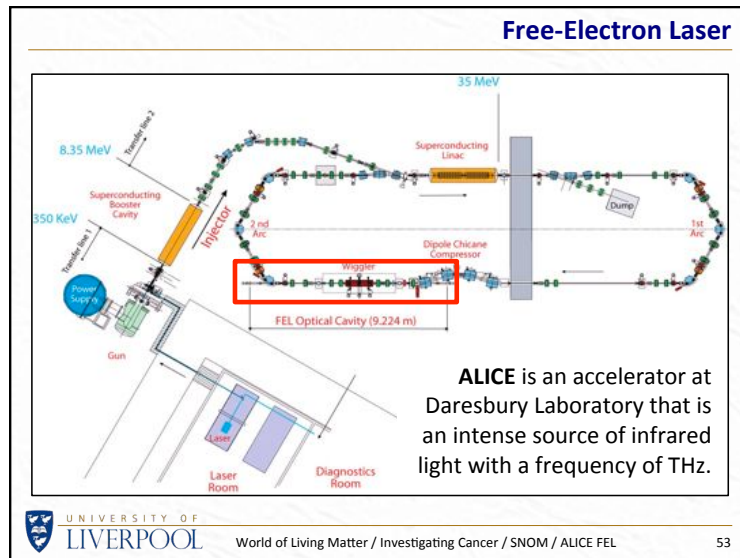 Free-Electron Laser
35 MeV
Transfer line 2
8.35 MeV
Superconducting
Linac
Superconducting
Booster
Cavity
Injector
Dump
350 KeV
Transfer line 1
2 nd
Arc
1st
Arc
Dipole Chicane
Compressor
Wiggler
Power
Supply
FEL Optical Cavity (9.224 m)
Gun
ALICE is an accelerator at
Daresbury Laboratory that is
an intense source of infrared
light with a frequency of THz.
Laser
Laser
Room
Diagnostics
Room
UNIVERSITY OF
LIVERPOOL
World of Living Matter / Investigating Cancer / SNOM / ALICE FEL
53